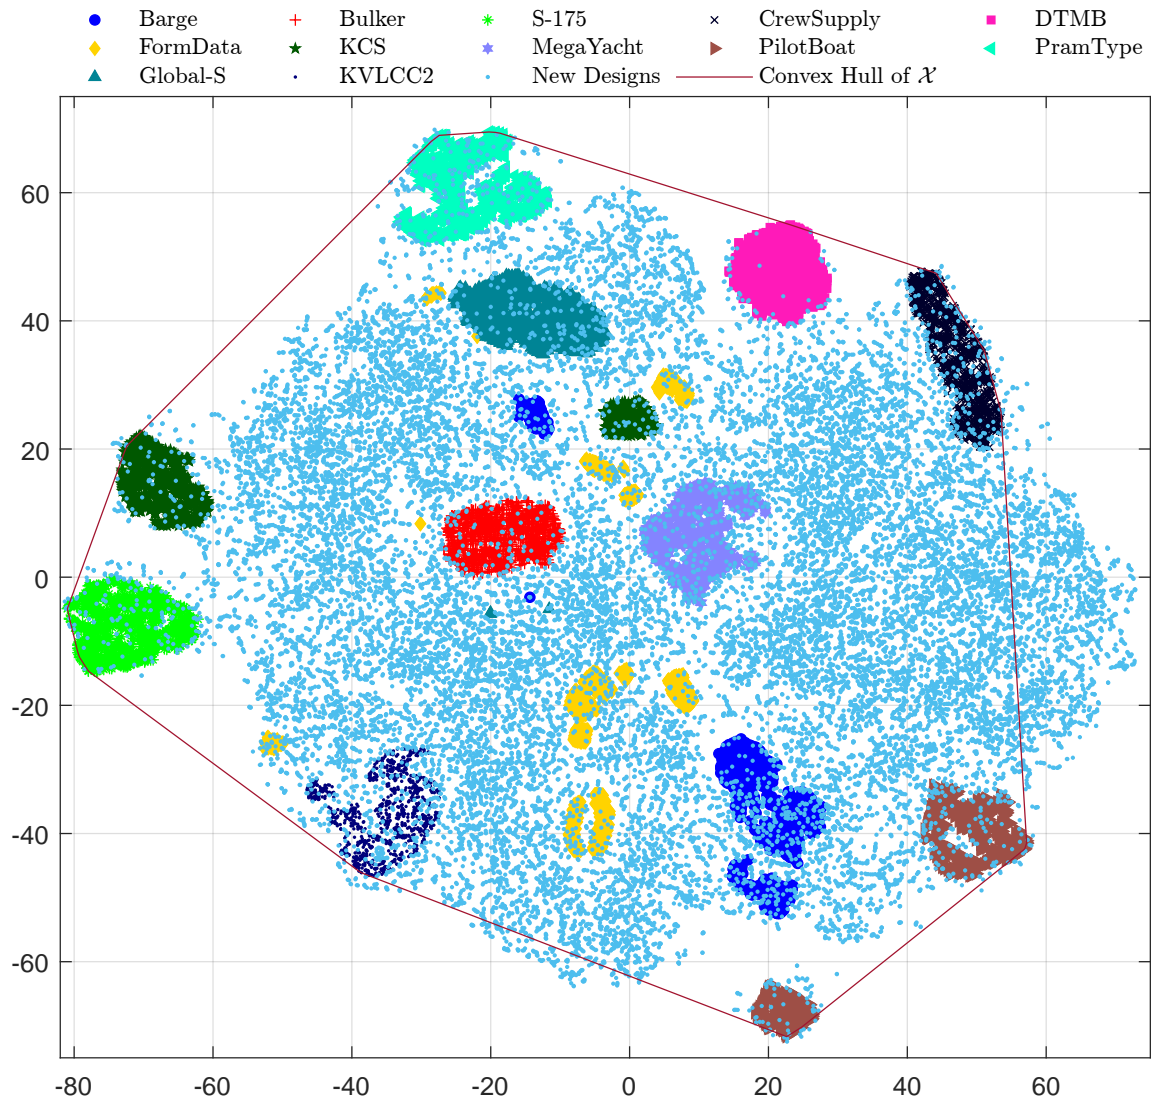 Barge Bulker S-175 CrewSupply DTMB
FormData KCS MegaYacht PilotBoat PramType
Global-S KVLCC2 New Designs Convex Hull of 𝒳
60
40
20
0
-20
-40
-60
-80 -60 -40 -20 0 20 40 60